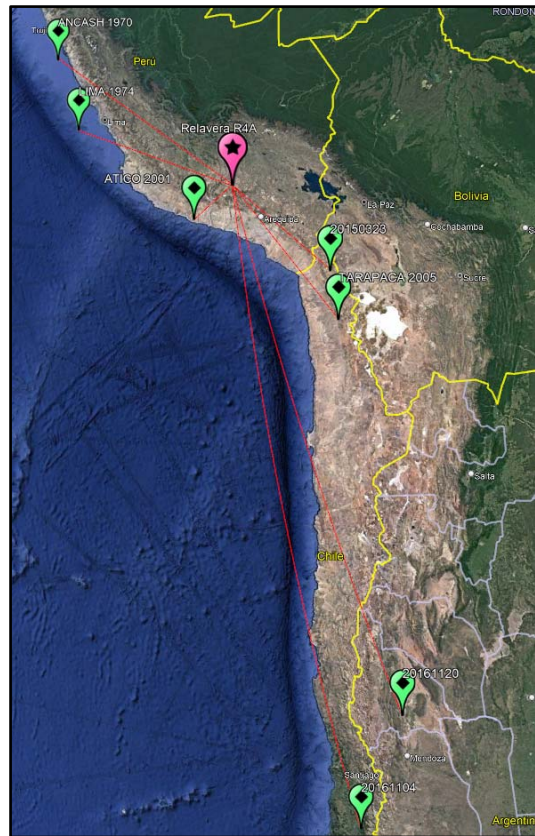 RONDON
ANCASH 1970
Peru
LIMA 1974
Lima
Relavera R4A
ATICO 2001
Arequipa
La Paz
Bolivia
Cochabamba
20150323
TARAPACA 2005
Sucre
Salta
Chile
20161120
Mendoza
Santiago
20161104
Argentin